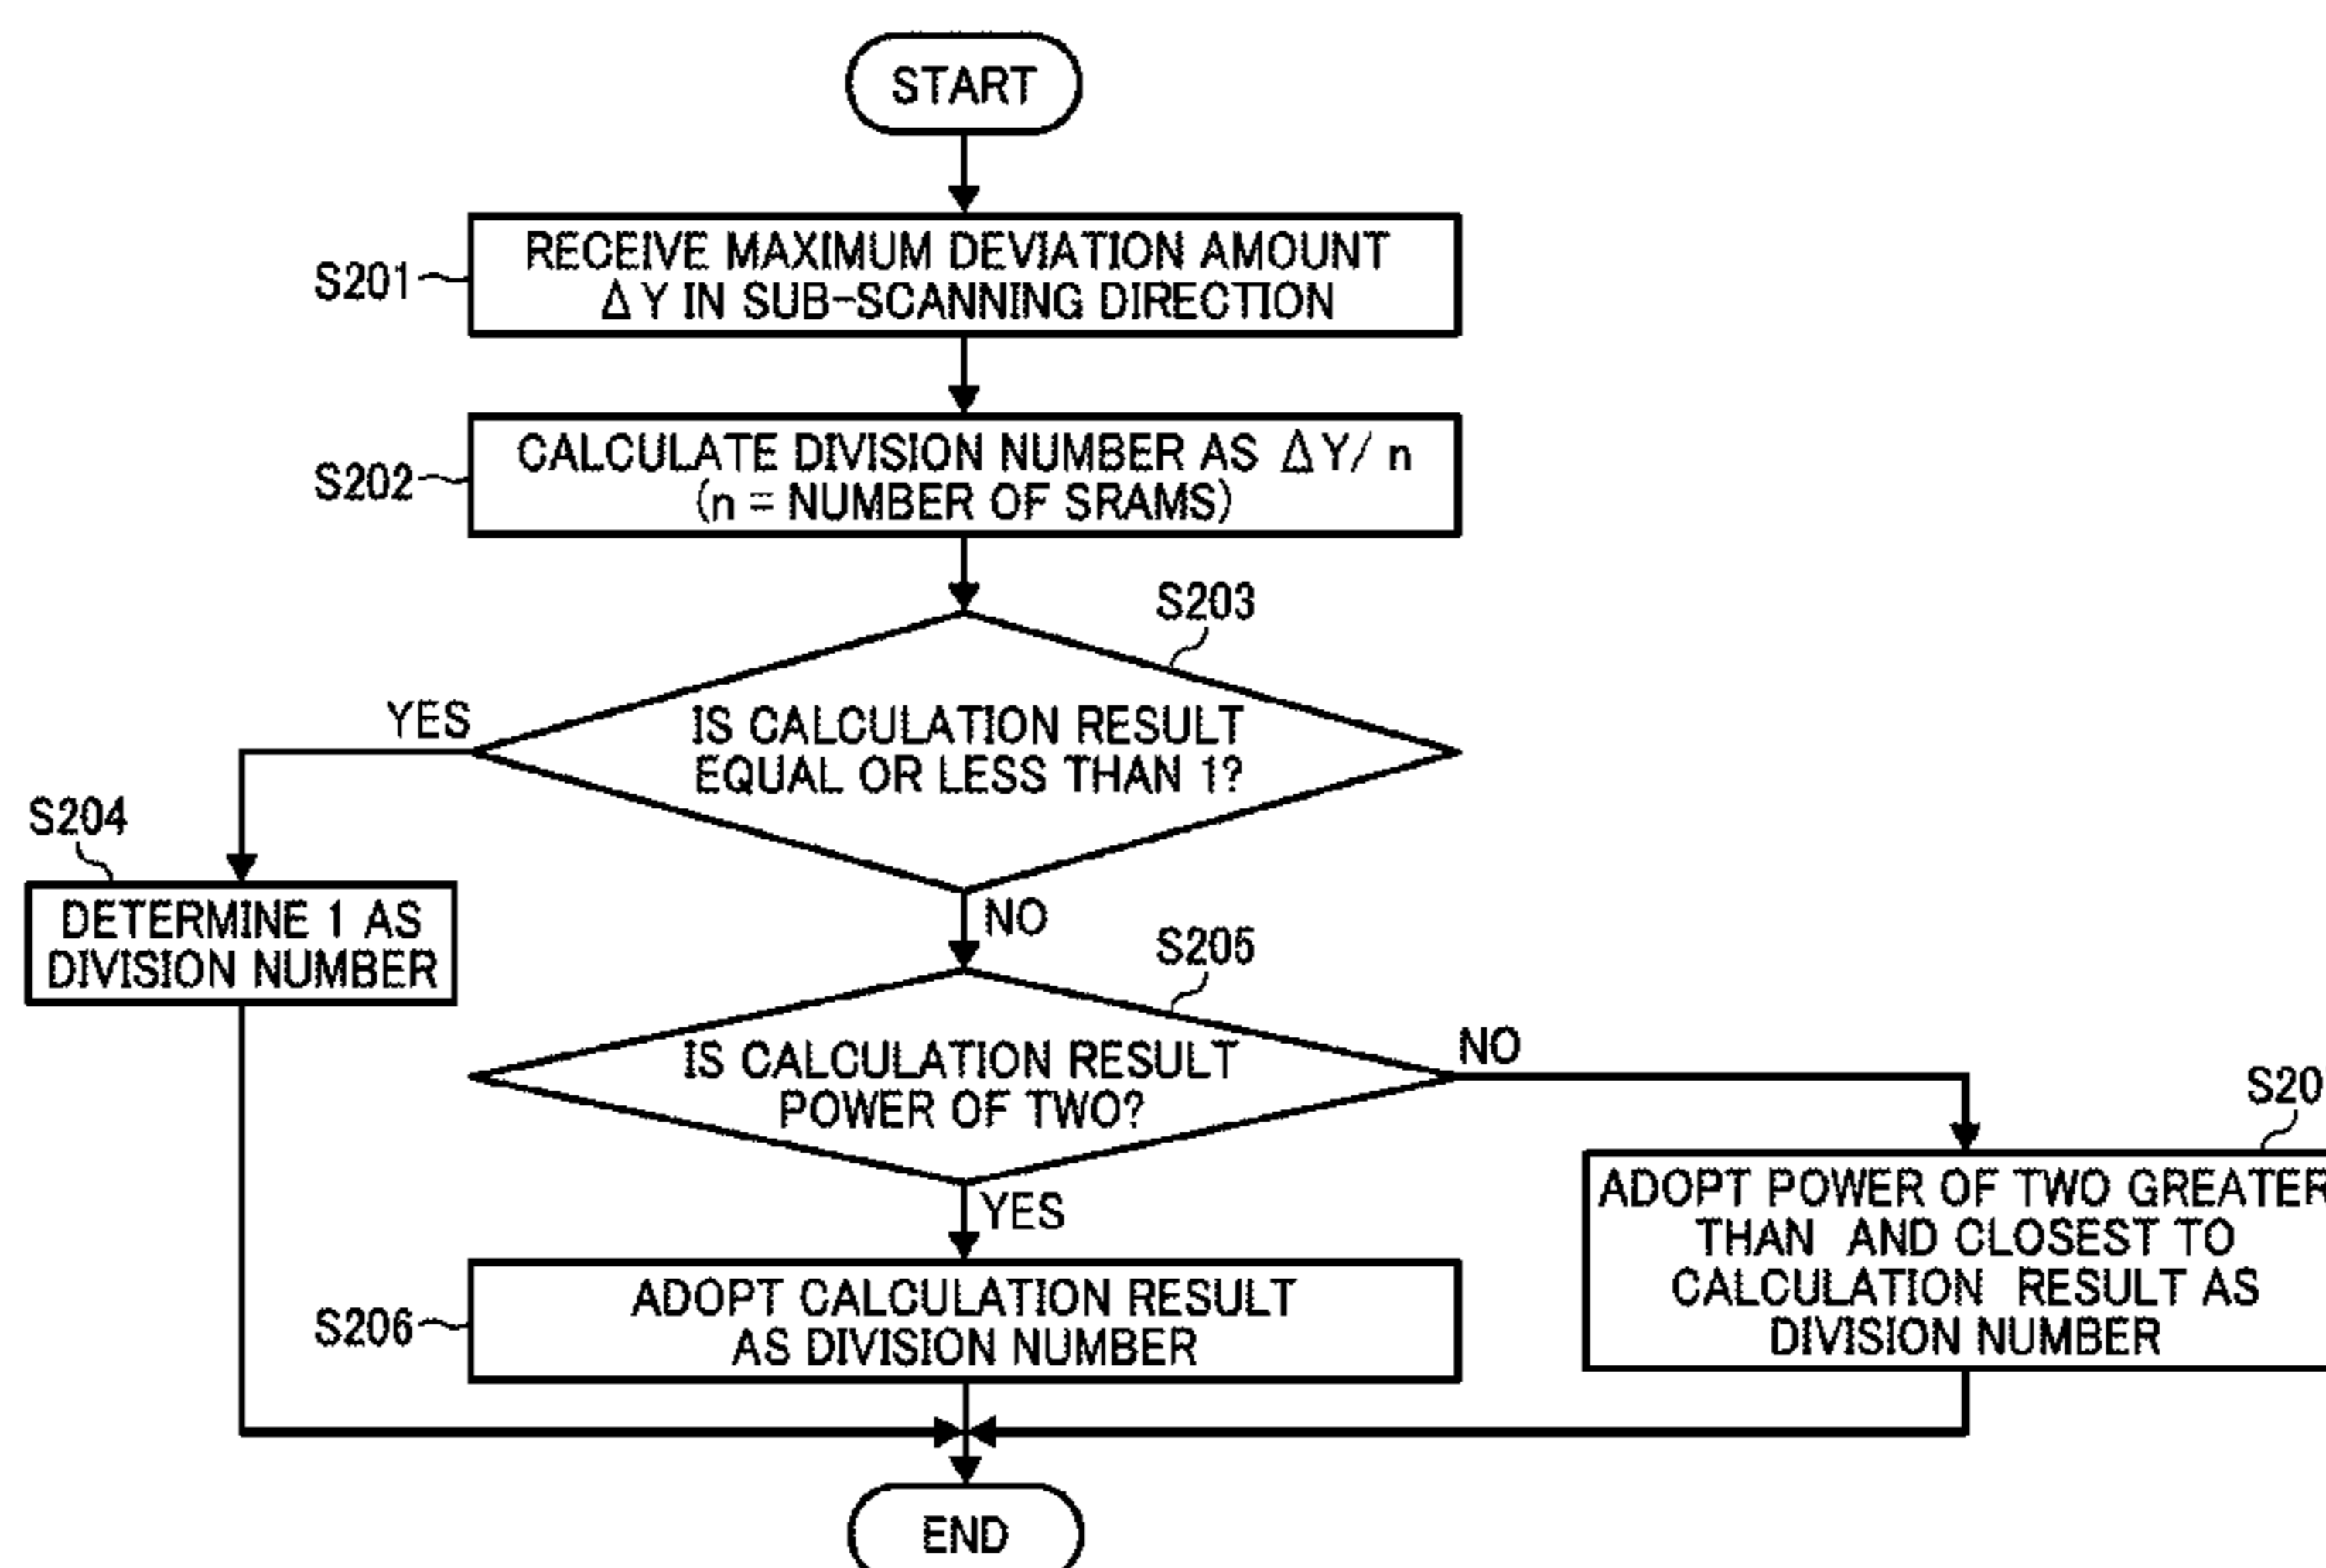 START
S201
RECEIVE MAXIMUM DEVIATION AMOUNT
ΔY IN SUB-SCANNING DIRECTION
S202
CALCULATE DIVISION NUMBER AS ΔY/ n
(n = NUMBER OF SRAMS)
S203
IS CALCULATION RESULT
EQUAL OR LESS THAN 1?
YES
NO
S204
DETERMINE 1 AS
DIVISION NUMBER
S205
IS CALCULATION RESULT
POWER OF TWO?
NO
YES
S20
ADOPT POWER OF TWO GREATER
THAN AND CLOSEST TO
CALCULATION RESULT AS
DIVISION NUMBER
S206
ADOPT CALCULATION RESULT
AS DIVISION NUMBER
END